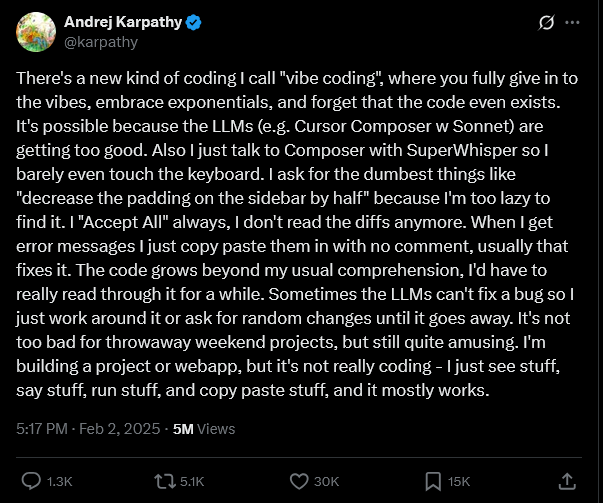 Andrej Karpathy
@karpathy
There's a new kind of coding I call "vibe coding", where you fully give in to
the vibes, embrace exponentials, and forget that the code even exists.
It's possible because the LLMs (e.g. Cursor Composer w Sonnet) are
getting too good. Also I just talk to Composer with SuperWhisper so I
barely even touch the keyboard. I ask for the dumbest things like
"decrease the padding on the sidebar by half" because I'm too lazy to
find it. I "Accept All" always, I don't read the diffs anymore. When I get
error messages I just copy paste them in with no comment, usually that
fixes it. The code grows beyond my usual comprehension, I'd have to
really read through it for a while. Sometimes the LLMs can't fix a bug so I
just work around it or ask for random changes until it goes away. It's not
too bad for throwaway weekend projects, but still quite amusing. I'm
building a project or webapp, but it's not really coding - I just see stuff,
say stuff, run stuff, and copy paste stuff, and it mostly works.
5:17 PM · Feb 2, 2025 · 5M Views
1.3K 5.1K 30K 15K